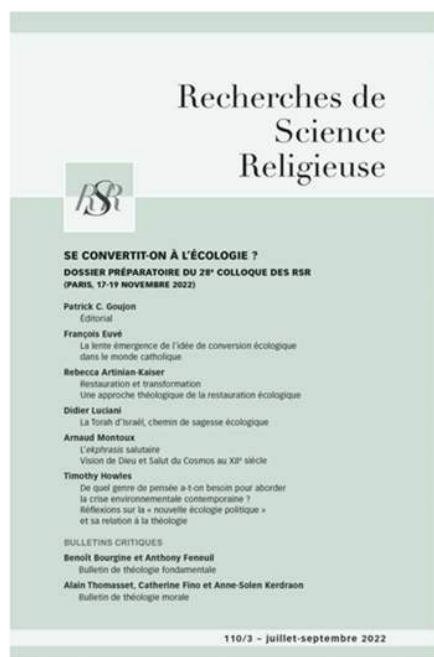 Recherches de
Science
Religieuse
RSR
SE CONVERTIT-ON À L'ÉCOLOGIE ?
DOSSIER PRÉPARATOIRE DU 28e COLLOQUE DES RSR
(PARIS, 17-19 NOVEMBRE 2022)
Patrick C. Goujon
Éditorial
François Euvé
La lente émergence de l'idée de conversion écologique
dans le monde catholique
Rebecca Artinian-Kaiser
Restauration et transformation
Une approche théologique de la restauration écologique
Didier Luciani
La Torah d'Israël, chemin de sagesse écologique
Arnaud Montoux
L'ekphrasis salutaire
Vision de Dieu et Salut du Cosmos au XIIe siècle
Timothy Howles
De quel genre de pensée a-t-on besoin pour aborder
la crise environnementale contemporaine ?
Réflexions sur la « nouvelle écologie politique »
et sa relation à la théologie
BULLETINS CRITIQUES
Benoît Bourgine et Anthony Feneuil
Bulletin de théologie fondamentale
Alain Thomasset, Catherine Fino et Anne-Solen Kerdraon
Bulletin de théologie morale
110/3 – juillet-septembre 2022